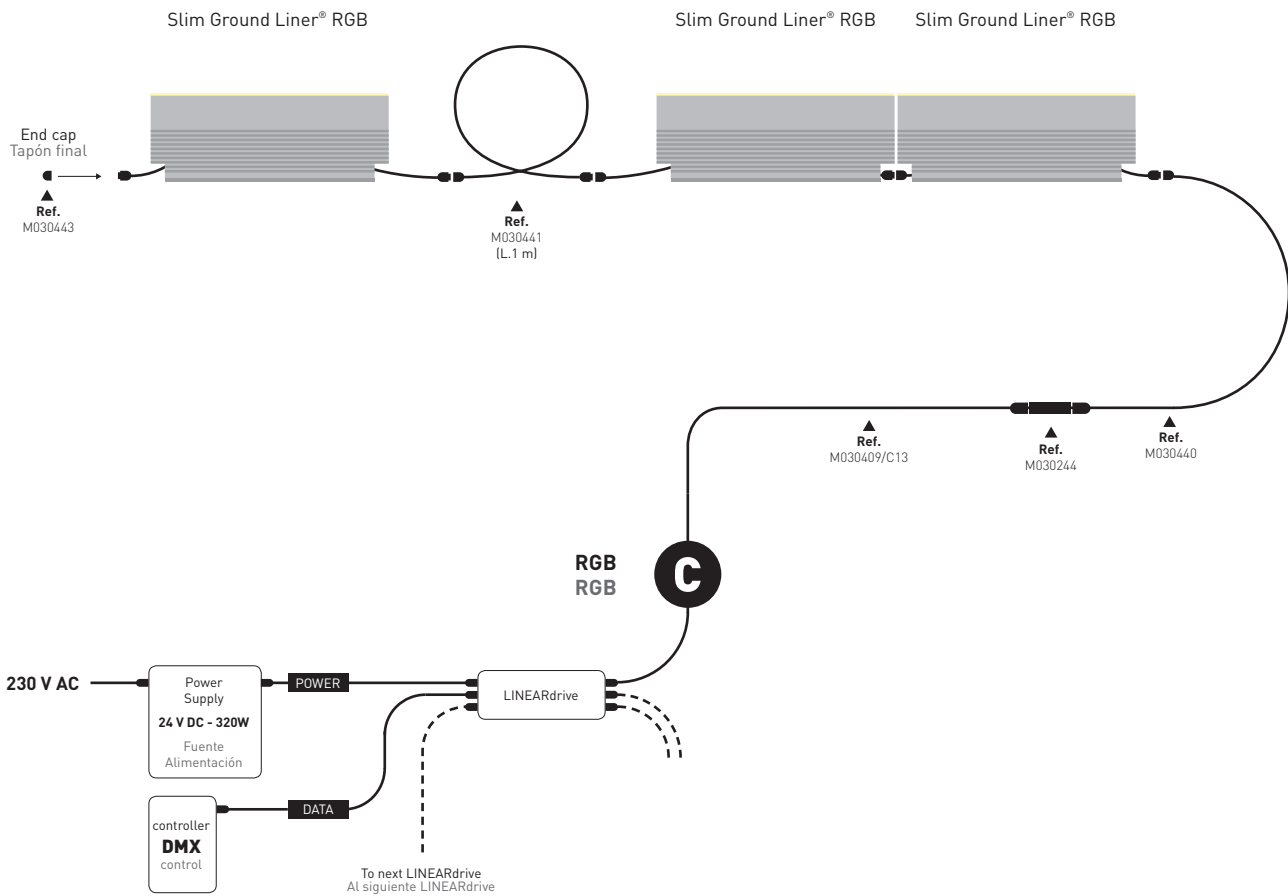 Slim Ground Liner® RGB
Slim Ground Liner® RGB
Slim Ground Liner® RGB
End cap
Tapón final
Ref.
M030443
Ref.
M030441
(L.1 m)
Ref.
M030409/C13
Ref.
M030244
Ref.
M030440
RGB
RGB
C
230 V AC
Power
Supply
24 V DC - 320W
Fuente
Alimentación
POWER
LINEARdrive
controller
DMX
control
DATA
To next LINEARdrive
Al siguiente LINEARdrive